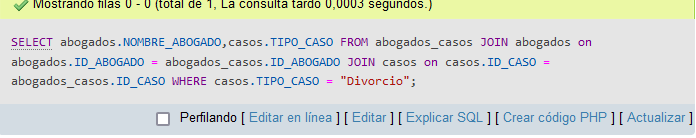 Mostrando filas 0 - 0 (total de 1, La consulta tardó 0,0003 segundos.)
SELECT abogados.NOMBRE_ABOGADO,casos.TIPO_CASO FROM abogados_casos JOIN abogados on
abogados.ID_ABOGADO = abogados_casos.ID_ABOGADO JOIN casos on casos.ID_CASO =
abogados_casos.ID_CASO WHERE casos.TIPO_CASO = "Divorcio";
Perfilando [ Editar en línea ] [ Editar ] [ Explicar SQL ] [ Crear código PHP ] [ Actualizar ]